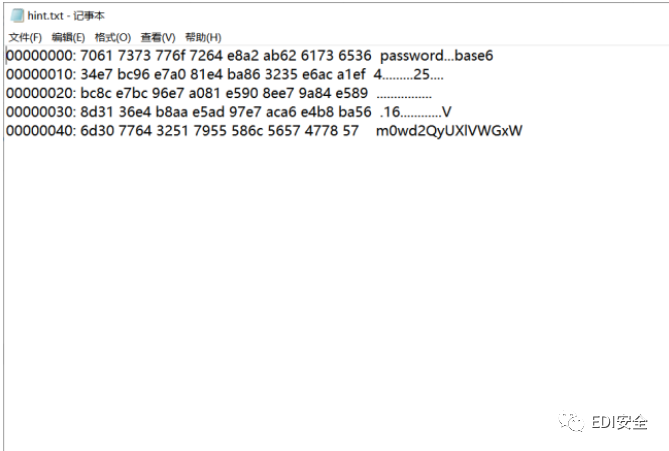 hint.txt - 记事本
文件(F) 编辑(E) 格式(O) 查看(V) 帮助(H)
00000000: 7061 7373 776f 7264 e8a2 ab62 6173 6536 password...base6
00000010: 34e7 bc96 e7a0 81e4 ba86 3235 e6ac a1ef 4.........25....
00000020: bc8c e7bc 96e7 a081 e590 8ee7 9a84 e589 ................
00000030: 8d31 36e4 b8aa e5ad 97e7 aca6 e4b8 ba56 .16............V
00000040: 6d30 7764 3251 7955 586c 5657 4778 57 m0wd2QyUXlVWGxW
EDI安全